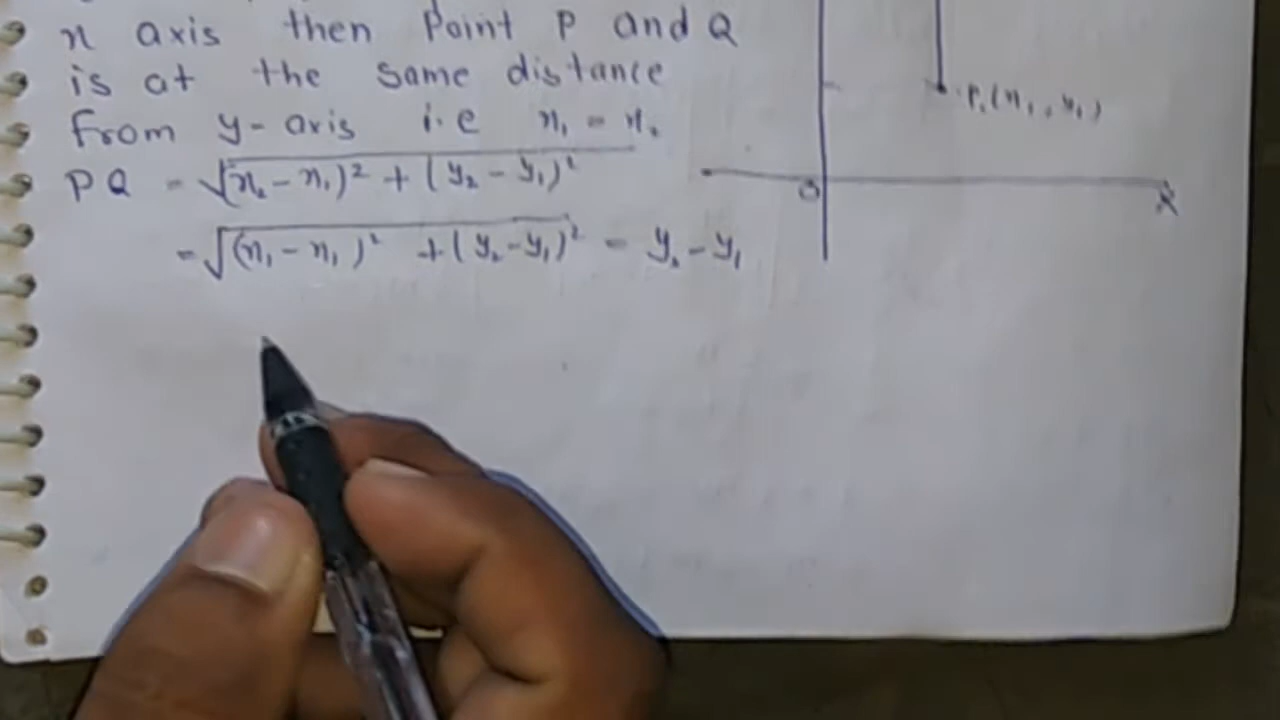 x axis then Point P and Q
is at the same distance
From y-axis i.e x₁ = x₂
PQ = √(x₂ - x₁)² + (y₂ - y₁)²
= √(x₁ - x₁)² + (y₂ - y₁)² = y₂ - y₁
P(x₁, y₁)
O
X